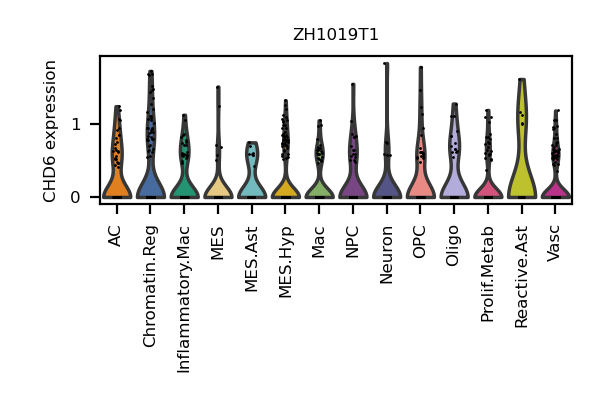 ZH1019T1
CHD6 expression
1
0
AC
Chromatin.Reg
Inflammatory.Mac
MES
MES.Ast
MES.Hyp
Mac
NPC
Neuron
OPC
Oligo
Prolif.Metab
Reactive.Ast
Vasc